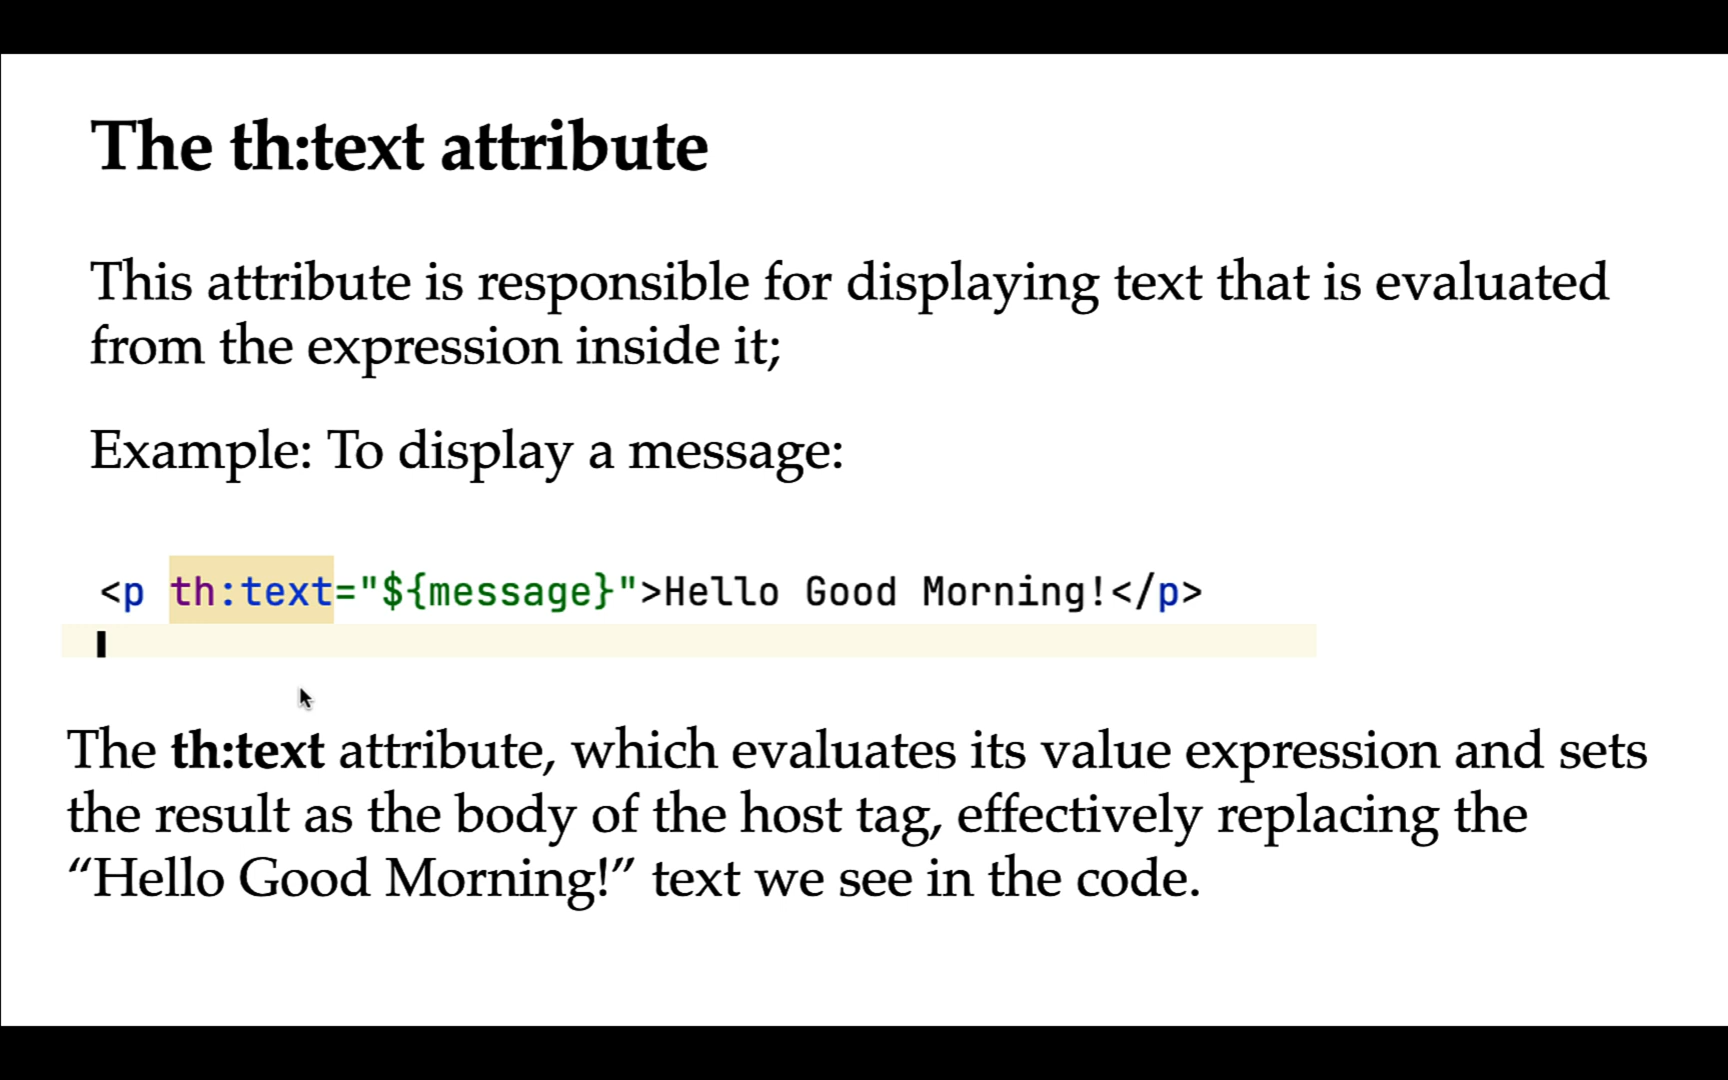 The th:text attribute
This attribute is responsible for displaying text that is evaluated
from the expression inside it;
Example: To display a message:
<p th:text="${message}">Hello Good Morning!</p>
The th:text attribute, which evaluates its value expression and sets
the result as the body of the host tag, effectively replacing the
“Hello Good Morning!” text we see in the code.